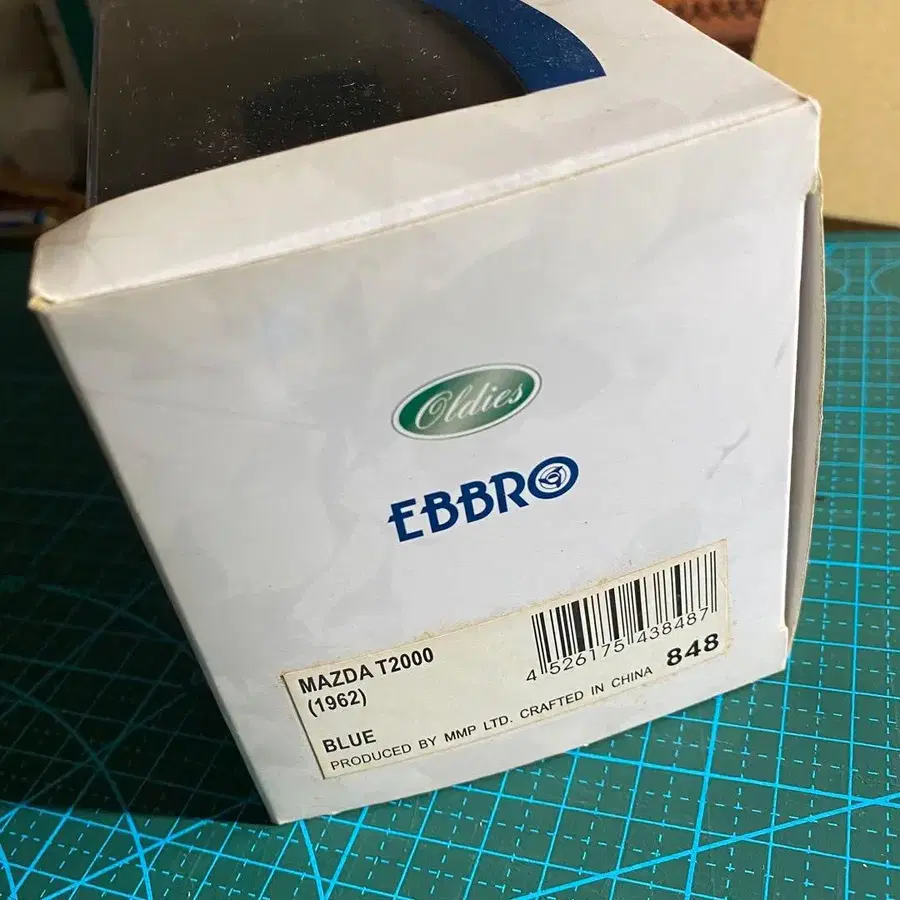 Oldies
EBBRO
MAZDA T2000
(1962)
BLUE
4 526175 438487
PRODUCED BY MMP LTD. CRAFTED IN CHINA 848